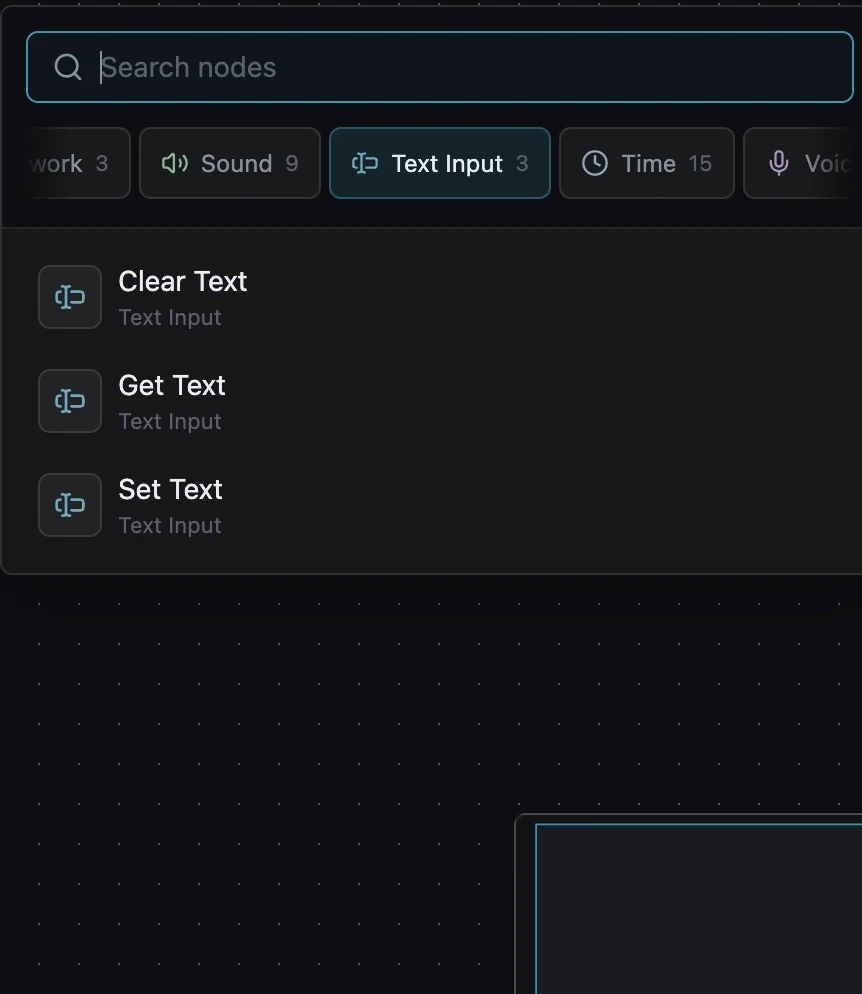 Search nodes
work 3
Sound 9
Text Input 3
Time 15
Voic
Clear Text
Text Input
Get Text
Text Input
Set Text
Text Input